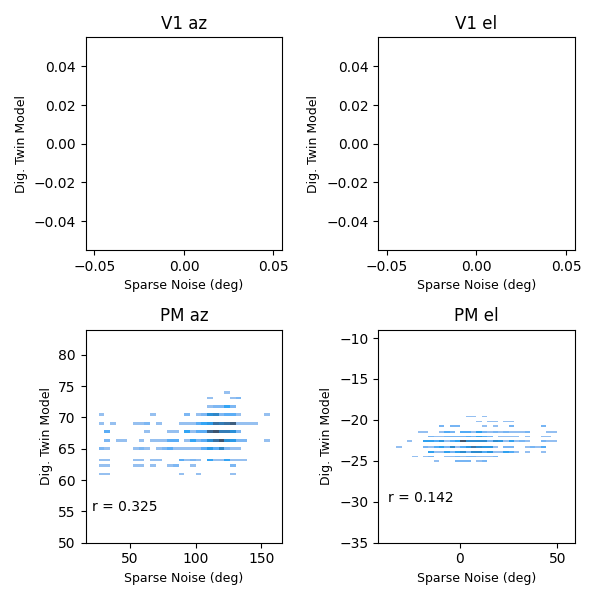 V1 az
V1 el
Dig. Twin Model
0.04
0.02
0.00
−0.02
−0.04
−0.05 0.00 0.05
Sparse Noise (deg)
Dig. Twin Model
0.04
0.02
0.00
−0.02
−0.04
−0.05 0.00 0.05
Sparse Noise (deg)
PM az
PM el
Dig. Twin Model
80
75
70
65
60
55
50
r = 0.325
50 100 150
Sparse Noise (deg)
Dig. Twin Model
−10
−15
−20
−25
−30
−35
r = 0.142
0 50
Sparse Noise (deg)